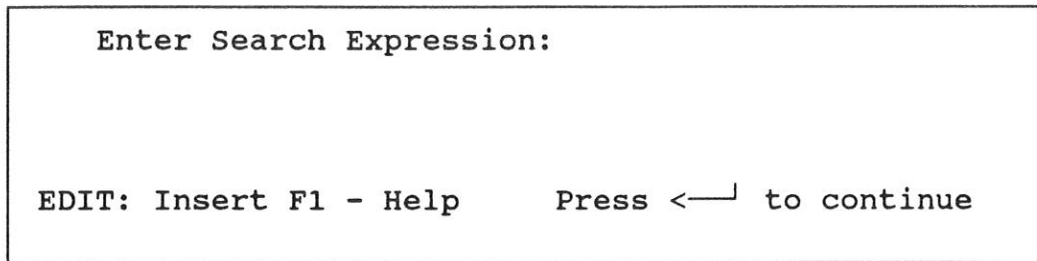 Enter Search Expression:
EDIT: Insert F1 - Help Press <─┘ to continue